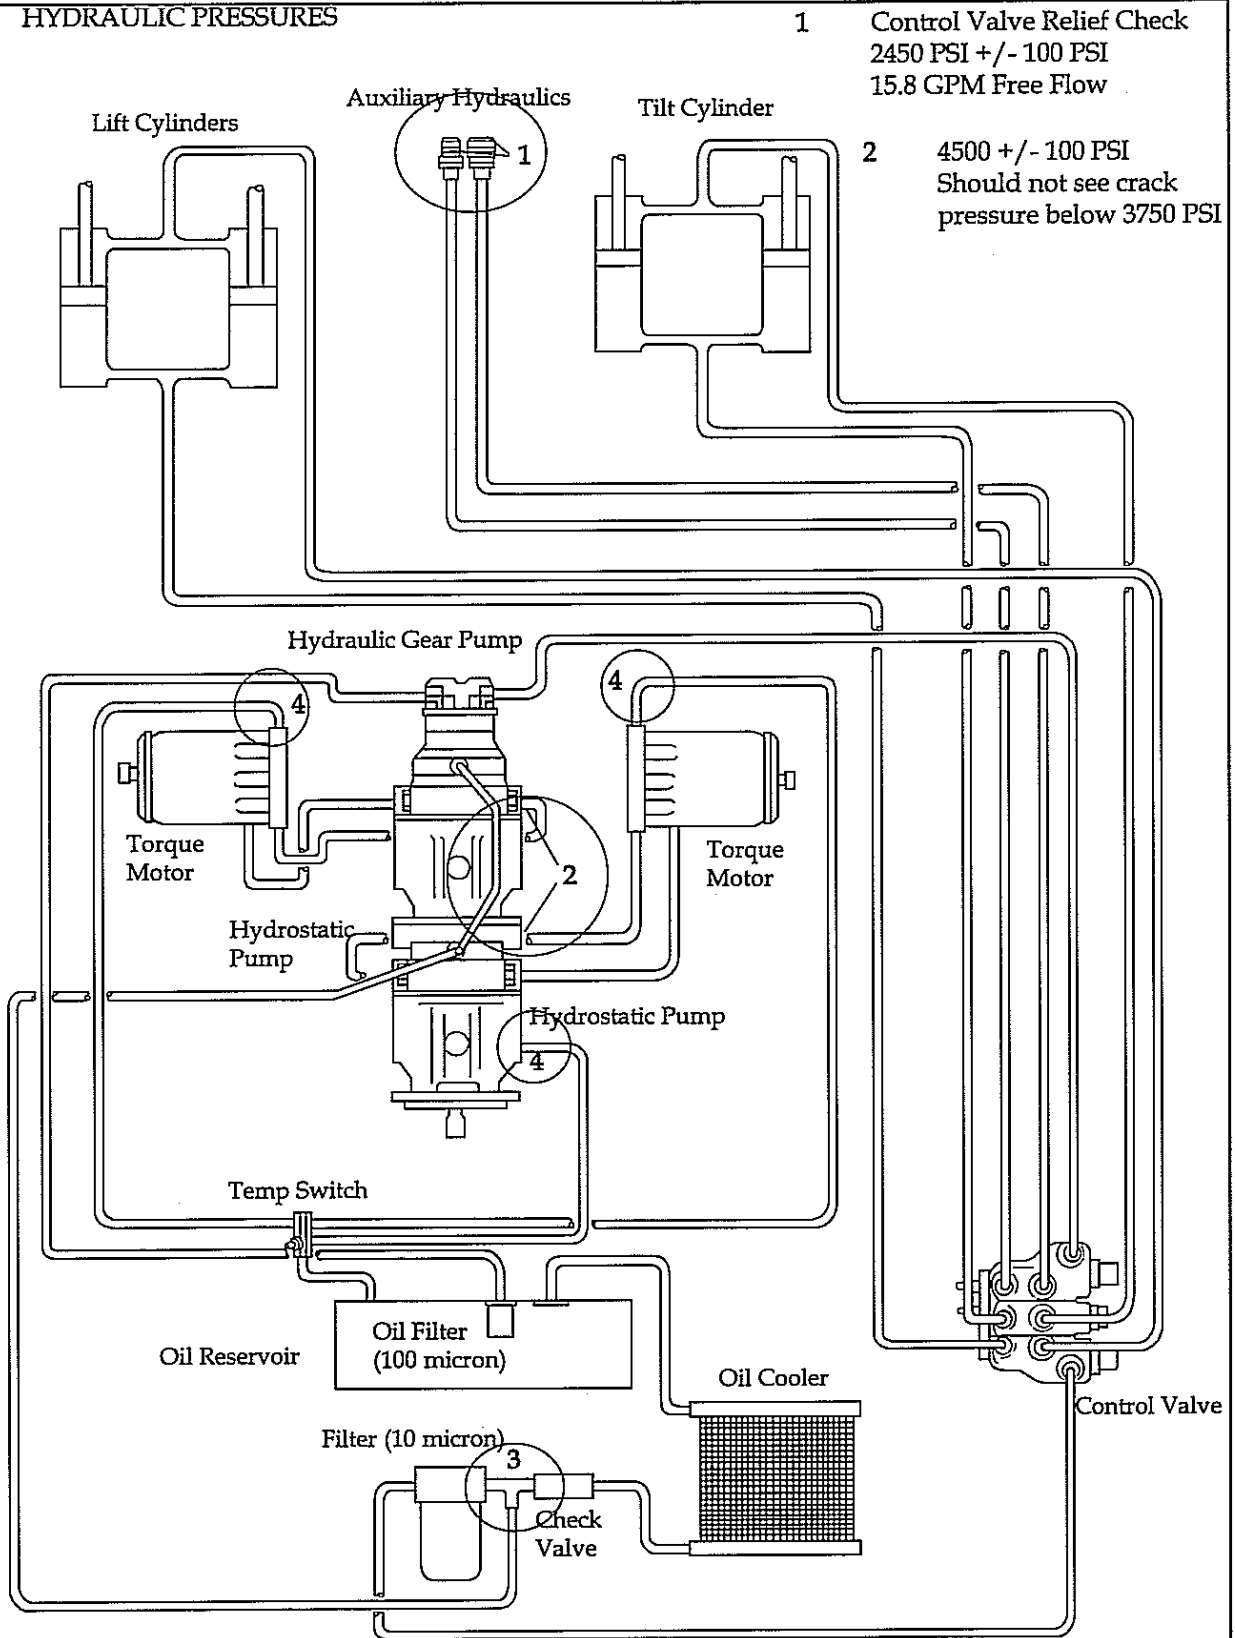 HYDRAULIC PRESSURES
1 Control Valve Relief Check
2450 PSI +/- 100 PSI
15.8 GPM Free Flow
2 4500 +/- 100 PSI
Should not see crack
pressure below 3750 PSI
Lift Cylinders
Auxiliary Hydraulics
Tilt Cylinder
1
Hydraulic Gear Pump
4
4
Torque
Motor
Torque
Motor
2
Hydrostatic
Pump
Hydrostatic Pump
4
Temp Switch
Oil Filter
(100 micron)
Oil Reservoir
Oil Cooler
Control Valve
Filter (10 micron)
3
Check
Valve